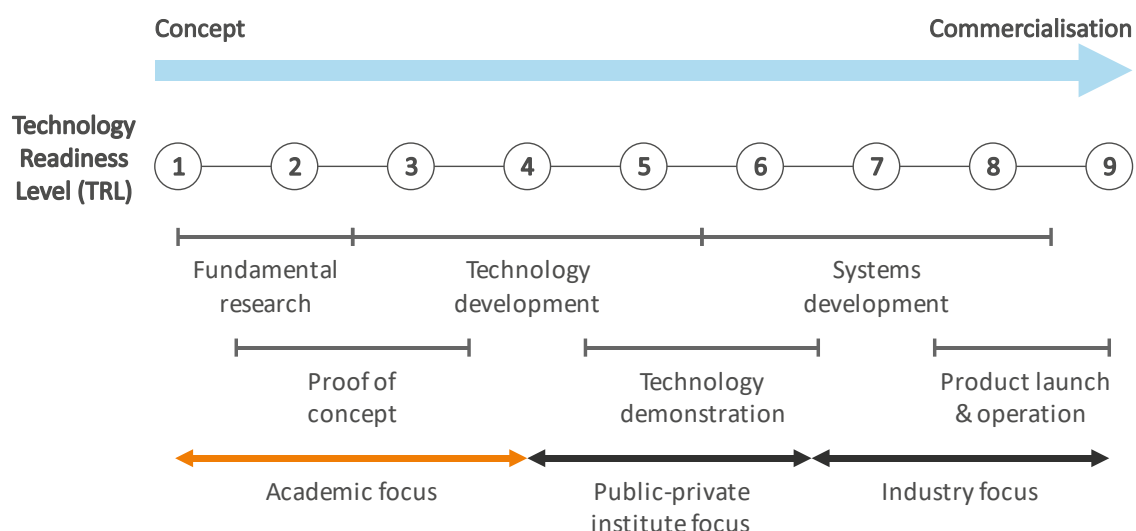 Concept
Commercialisation
Technology
Readiness
Level (TRL)
1
2
3
4
5
6
7
8
9
Fundamental
research
Technology
development
Systems
development
Proof of
concept
Technology
demonstration
Product launch
& operation
Academic focus
Public-private
institute focus
Industry focus